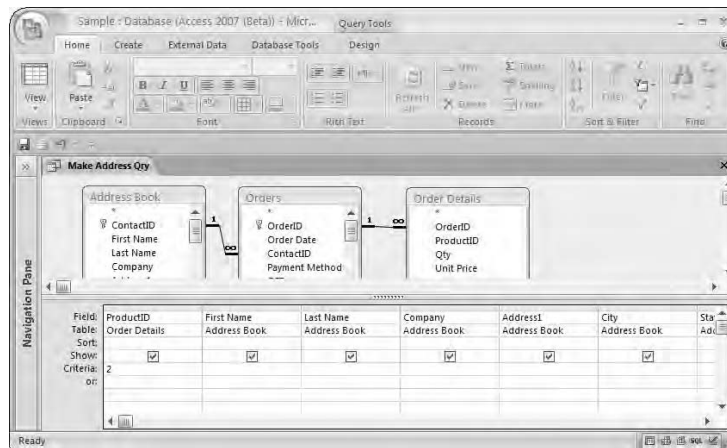 Sample : Database (Access 2007 (Beta)) - Micr... Query Tools
Home Create External Data Database Tools Design
View Paste B I U
Views Clipboard Font Rich Text Records Sort & Filter Find
Make Address Qry
Navigation Pane
Address Book
*
ContactID
First Name
Last Name
Company
1
∞
Orders
*
OrderID
Order Date
ContactID
Payment Method
1
∞
Order Details
*
OrderID
ProductID
Qty
Unit Price
Field: ProductID First Name Last Name Company Address1 City
Table: Order Details Address Book Address Book Address Book Address Book Address Book
Sort:
Show:
Criteria: 2
or:
Ready SQL